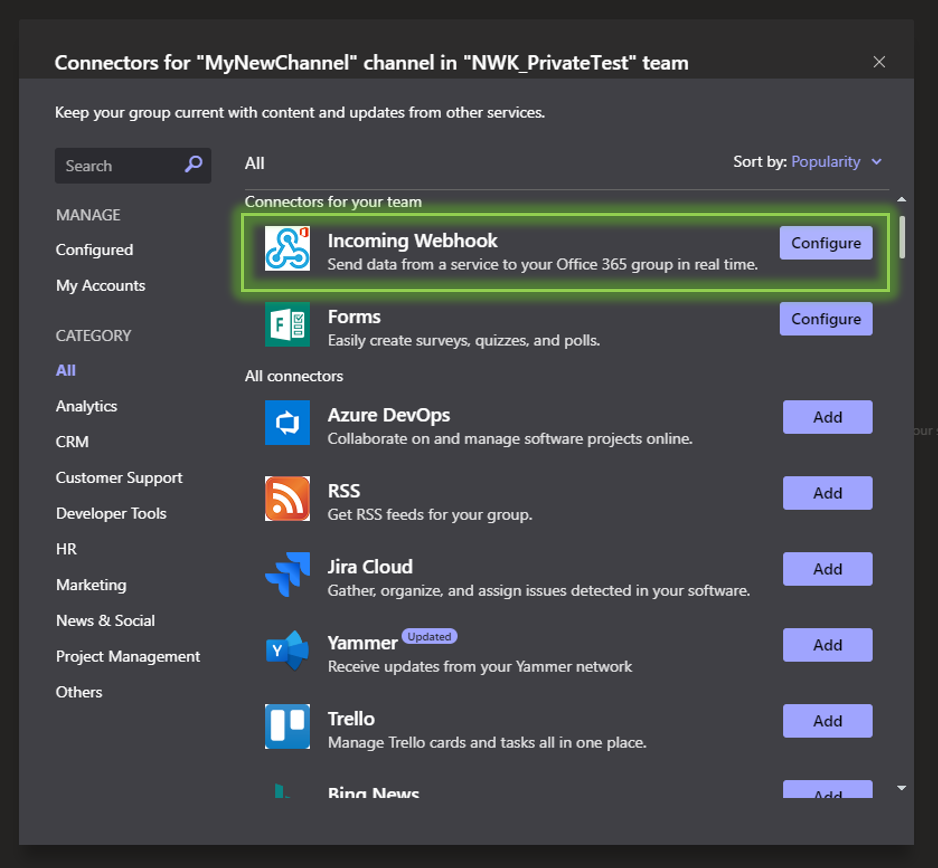 Connectors for "MyNewChannel" channel in "NWK_PrivateTest" team
Keep your group current with content and updates from other services.
Search
All
Sort by: Popularity
MANAGE
Configured
My Accounts
CATEGORY
All
Analytics
CRM
Customer Support
Developer Tools
HR
Marketing
News & Social
Project Management
Others
Connectors for your team
Incoming Webhook
Send data from a service to your Office 365 group in real time.
Configure
F
Forms
Easily create surveys, quizzes, and polls.
Configure
All connectors
Azure DevOps
Collaborate on and manage software projects online.
Add
RSS
Get RSS feeds for your group.
Add
Jira Cloud
Gather, organize, and assign issues detected in your software.
Add
Y
Yammer Updated
Receive updates from your Yammer network
Add
Trello
Manage Trello cards and tasks all in one place.
Add
Bing News
Add